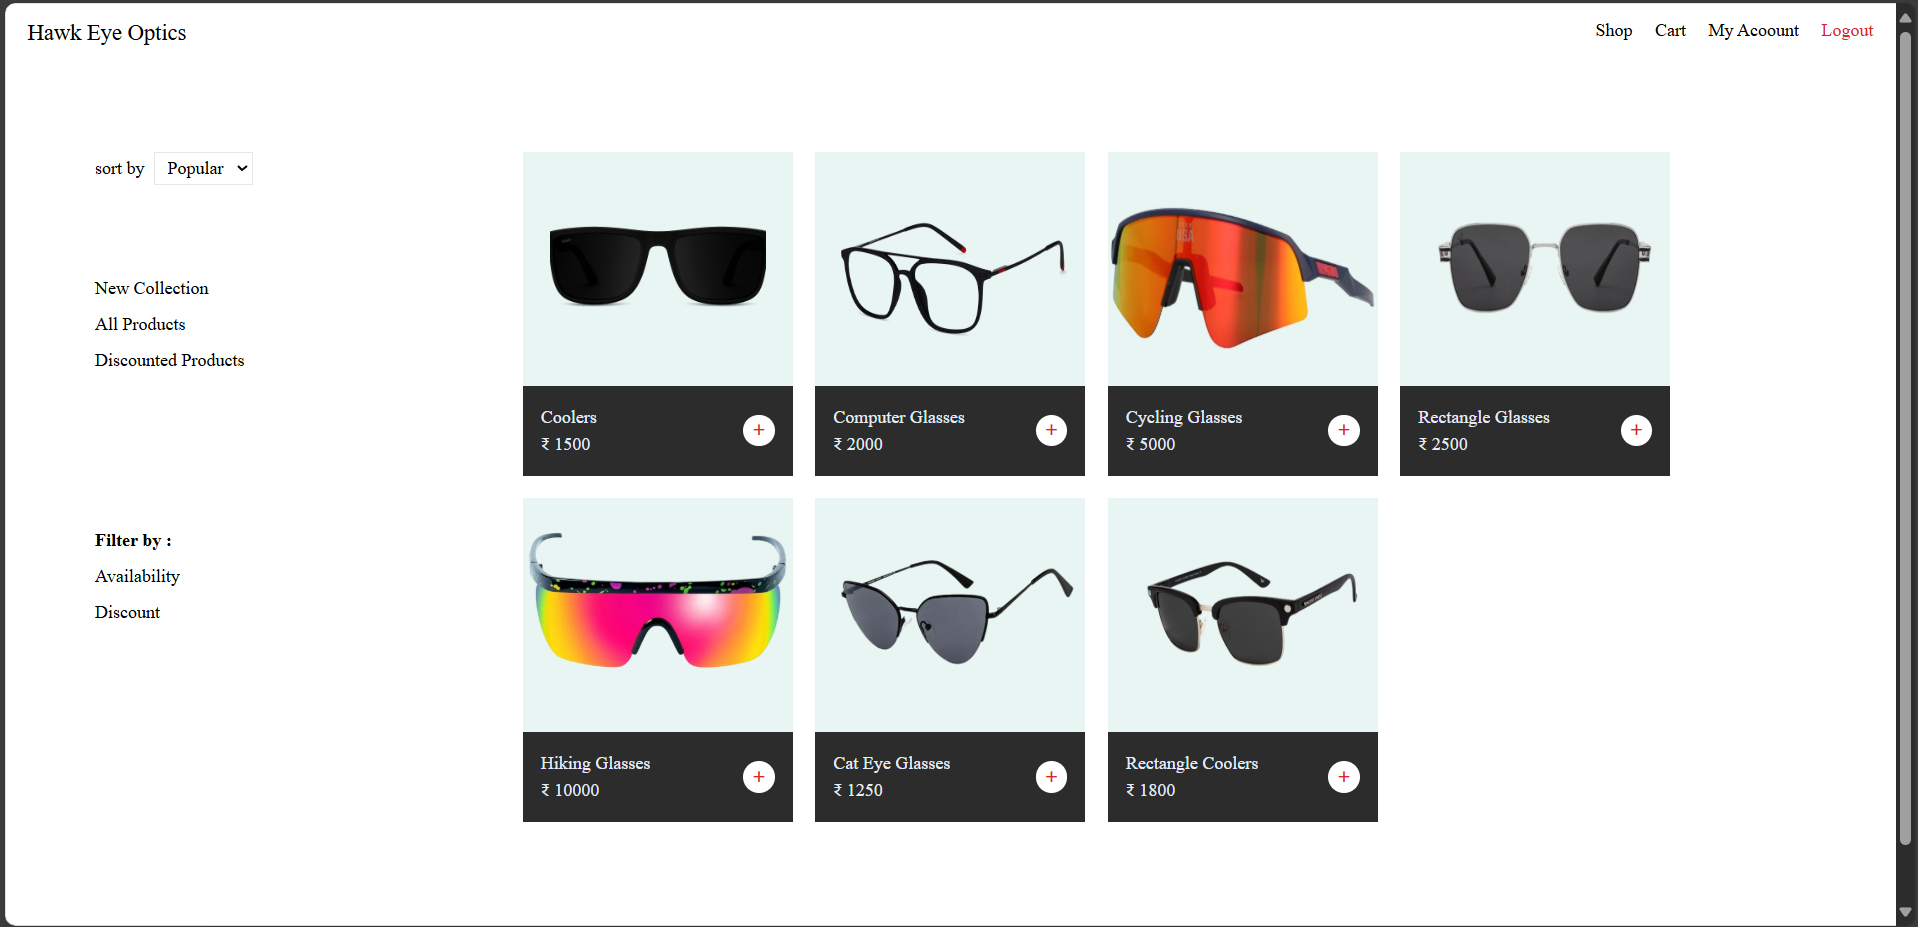 Hawk Eye Optics
Shop Cart My Acoount Logout
sort by Popular
New Collection
All Products
Discounted Products
Filter by :
Availability
Discount
Coolers
₹ 1500
+
Computer Glasses
₹ 2000
+
Cycling Glasses
₹ 5000
+
Rectangle Glasses
₹ 2500
+
Hiking Glasses
₹ 10000
+
Cat Eye Glasses
₹ 1250
+
Rectangle Coolers
₹ 1800
+